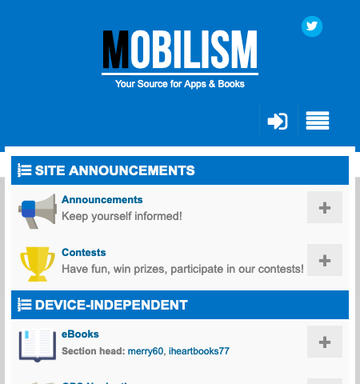 MOBILISM
Your Source for Apps & Books
SITE ANNOUNCEMENTS
Announcements
Keep yourself informed!
Contests
Have fun, win prizes, participate in our contests!
DEVICE-INDEPENDENT
eBooks
Section head: merry60, iheartbooks77